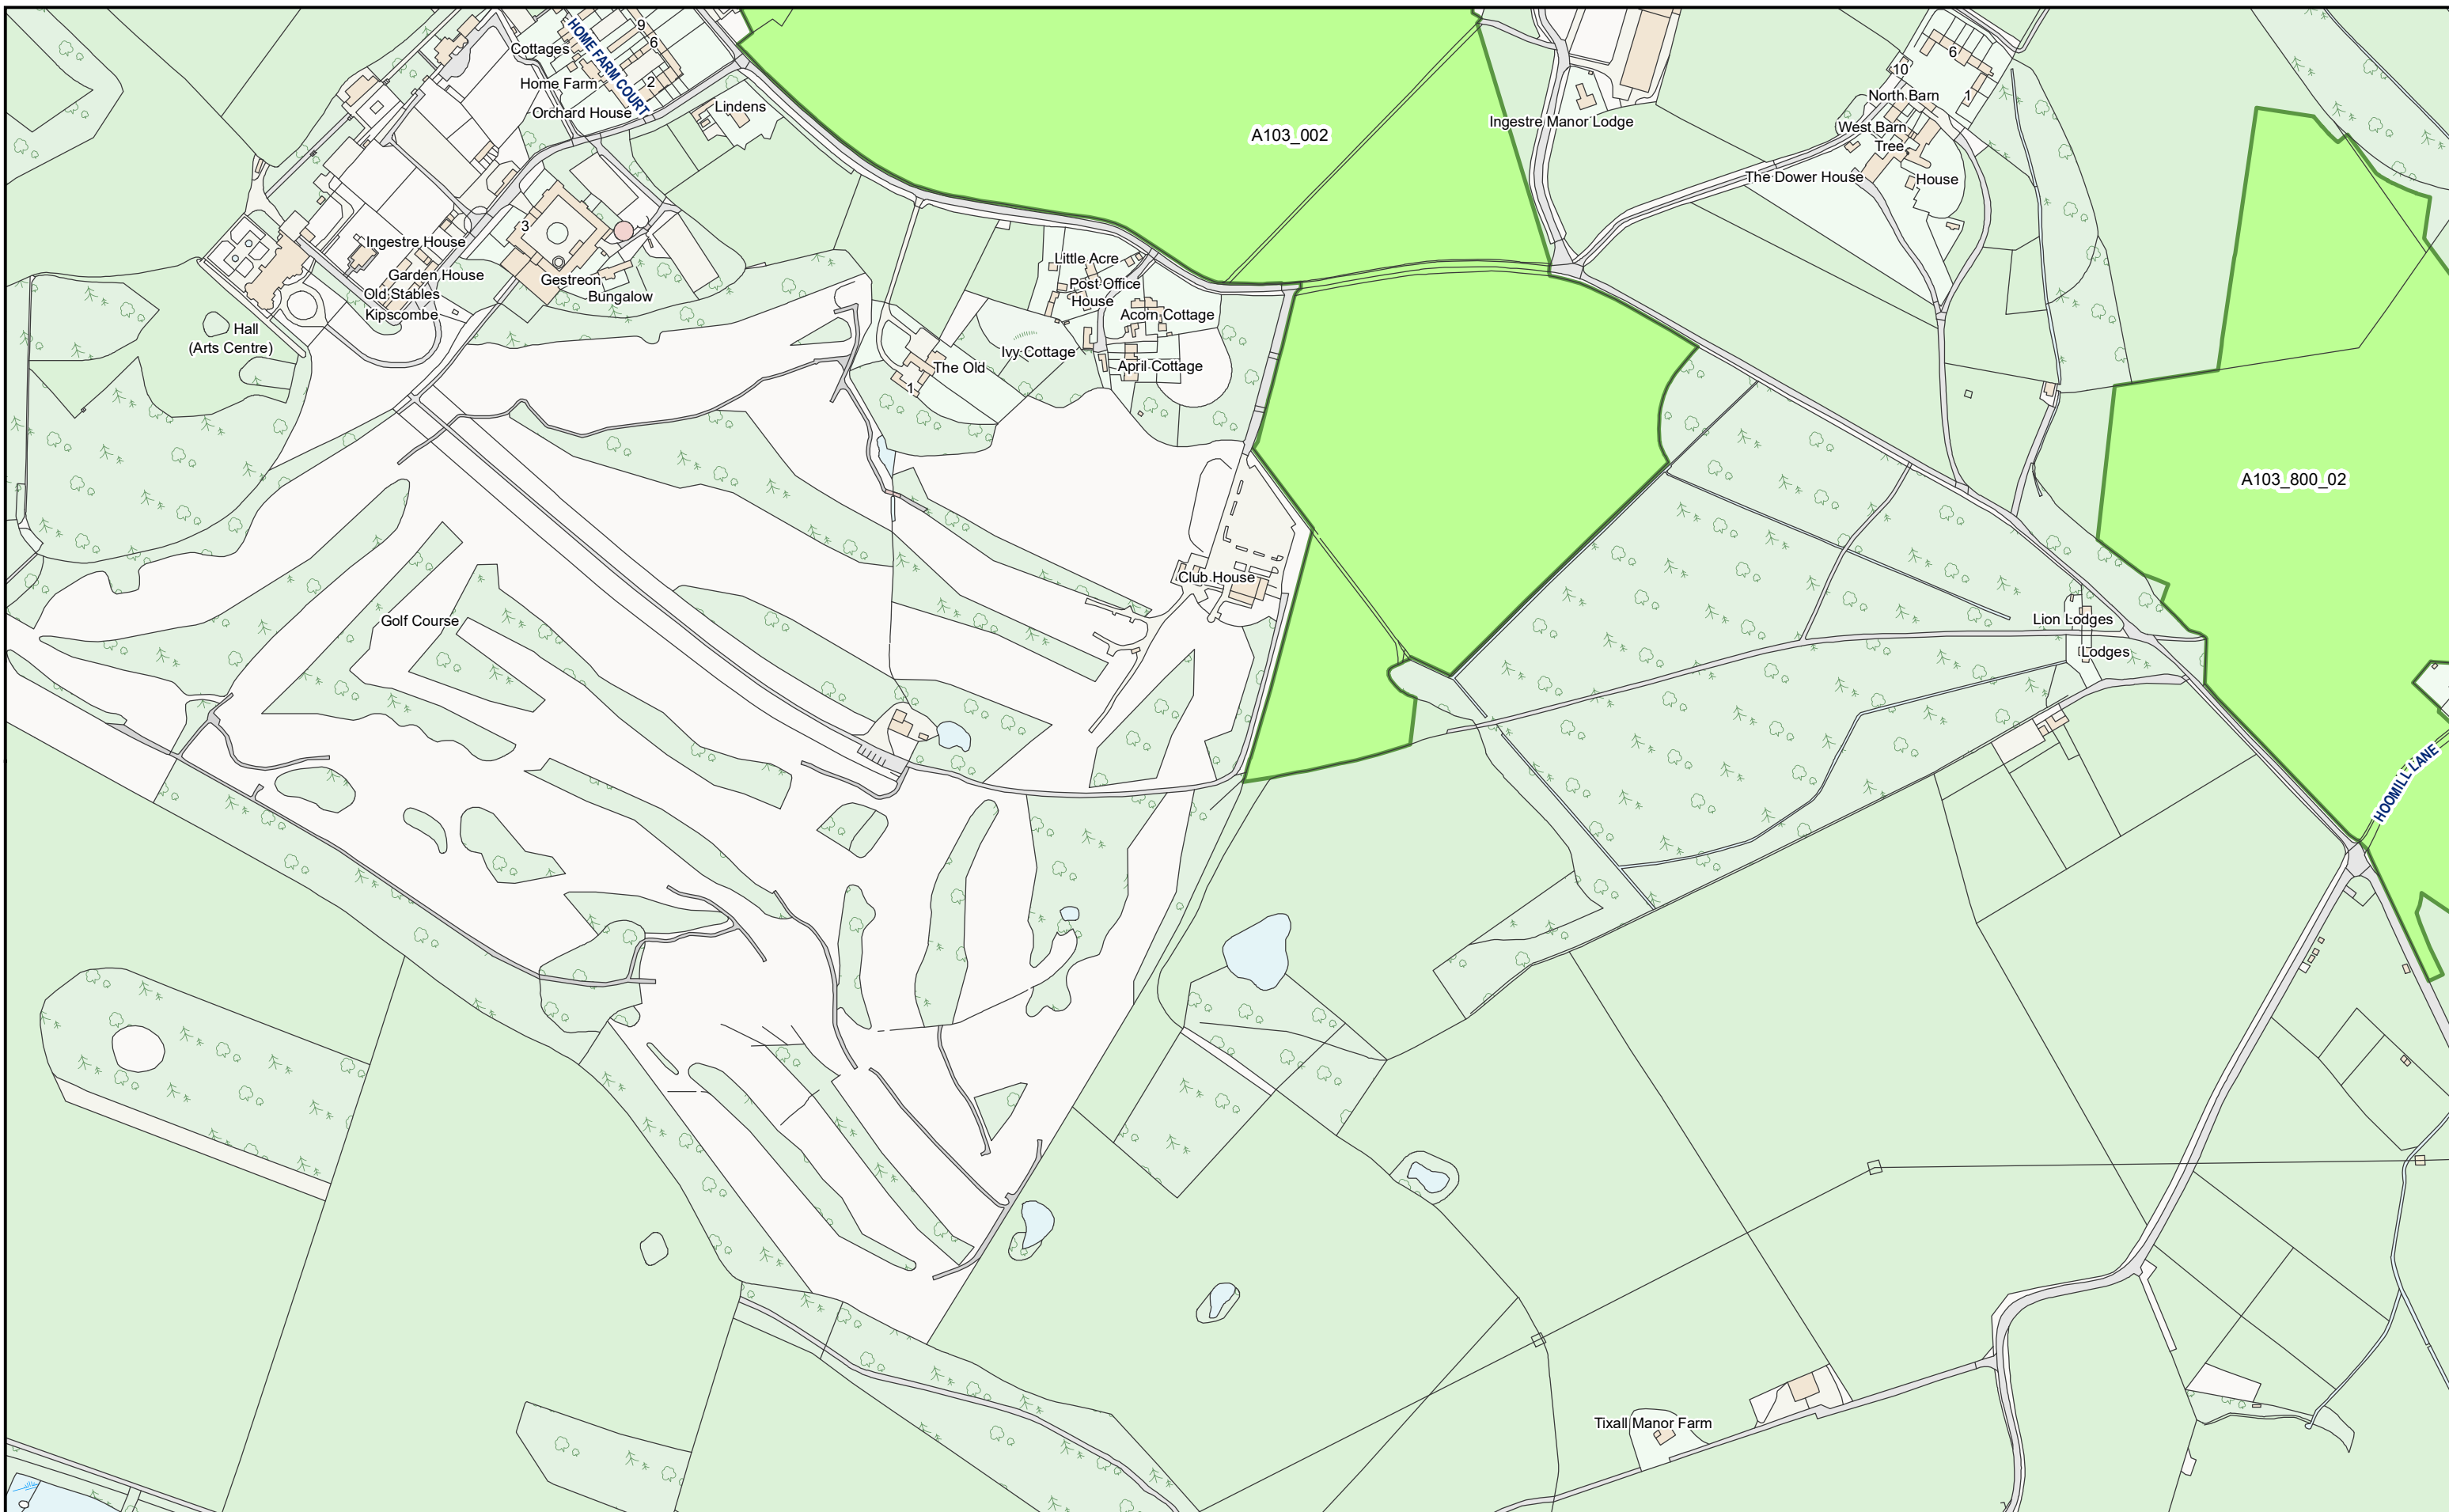 9
HOME FARM COURT
Cottages
6
6
10
2
Home Farm
North Barn
1
Lindens
Orchard House
Ingestre Manor Lodge
West Barn
A103_002
Tree
The Dower House
House
3
Ingestre House
Little Acre
Garden House
Gestreon
Post Office
House
Old Stables
Bungalow
Kipscombe
Acorn Cottage
Hall
(Arts Centre)
Ivy Cottage
The Old
April Cottage
1
A103_800_02
Club House
Golf Course
Lion Lodges
Lodges
HOOMILL LANE
Tixall Manor Farm